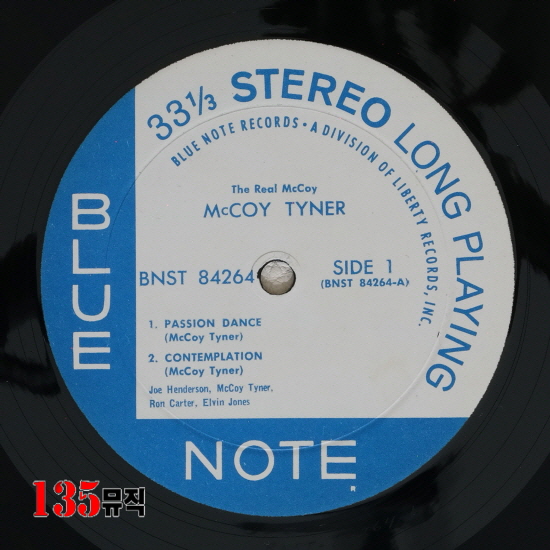 33⅓ STEREO LONG PLAYING
BLUE NOTE RECORDS • A DIVISION OF LIBERTY RECORDS, INC.
The Real McCoy
McCOY TYNER
BNST 84264
SIDE 1
(BNST 84264-A)
1. PASSION DANCE
(McCoy Tyner)
2. CONTEMPLATION
(McCoy Tyner)
Joe Henderson, McCoy Tyner,
Ron Carter, Elvin Jones
BLUE
NOTE
135뮤직